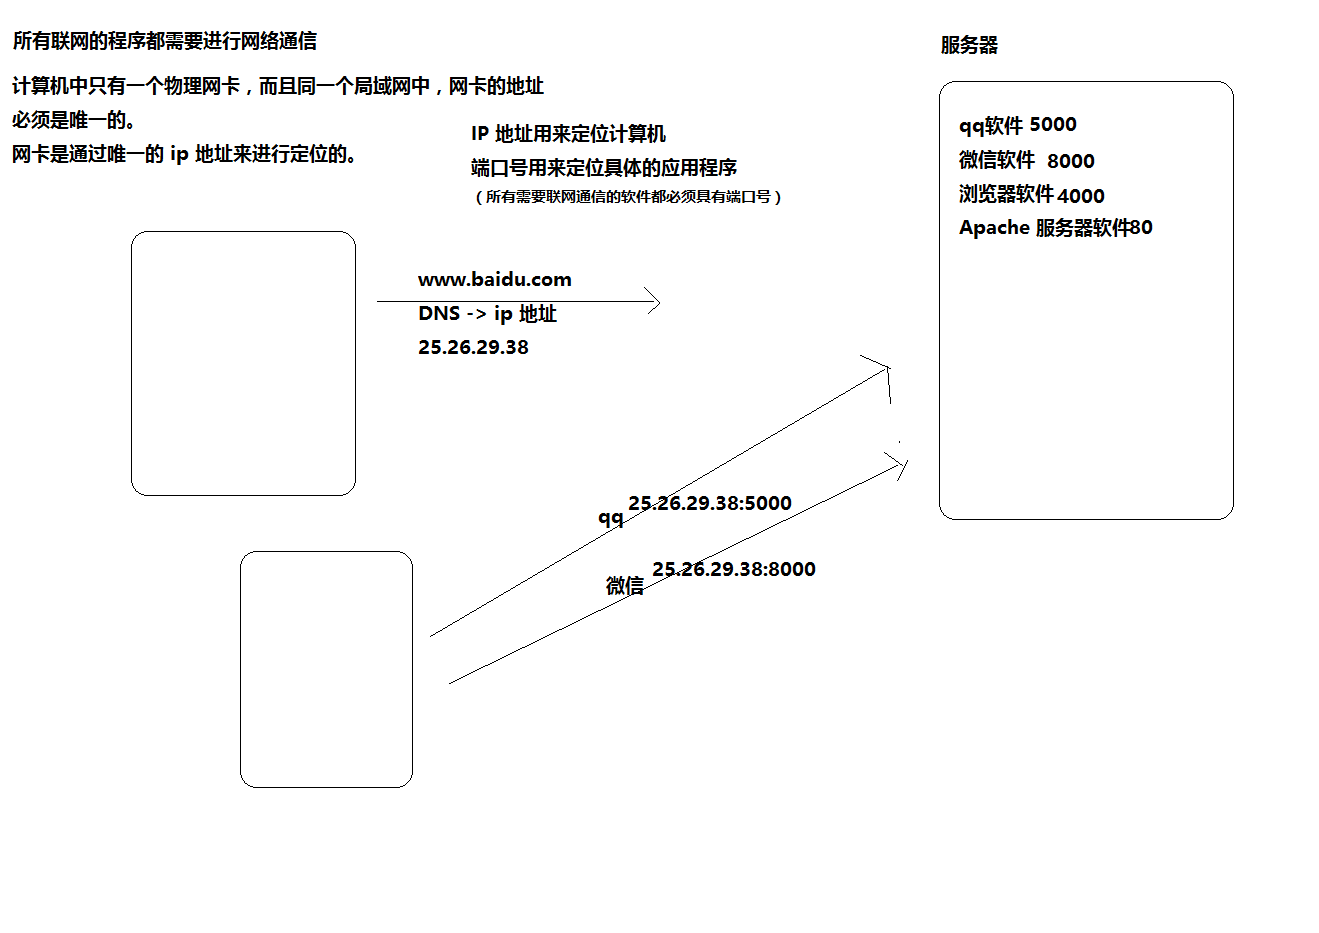 所有联网的程序都需要进行网络通信
计算机中只有一个物理网卡，而且同一个局域网中，网卡的地址
必须是唯一的。
网卡是通过唯一的 ip 地址来进行定位的。
IP 地址用来定位计算机
端口号用来定位具体的应用程序
（所有需要联网通信的软件都必须具有端口号）
服务器
qq软件 5000
微信软件 8000
浏览器软件4000
Apache 服务器软件80
www.baidu.com
DNS -> ip 地址
25.26.29.38
qq 25.26.29.38:5000
微信 25.26.29.38:8000